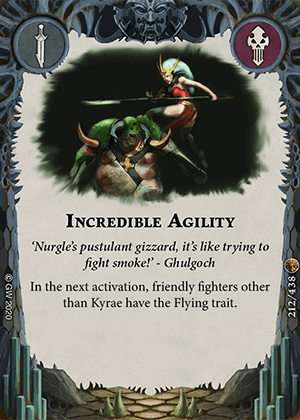 Incredible Agility
‘Nurgle’s pustulant gizzard, it’s like trying to
fight smoke!’ - Ghulgoch
In the next activation, friendly fighters other
than Kyrae have the Flying trait.
© GW 2020
212/438